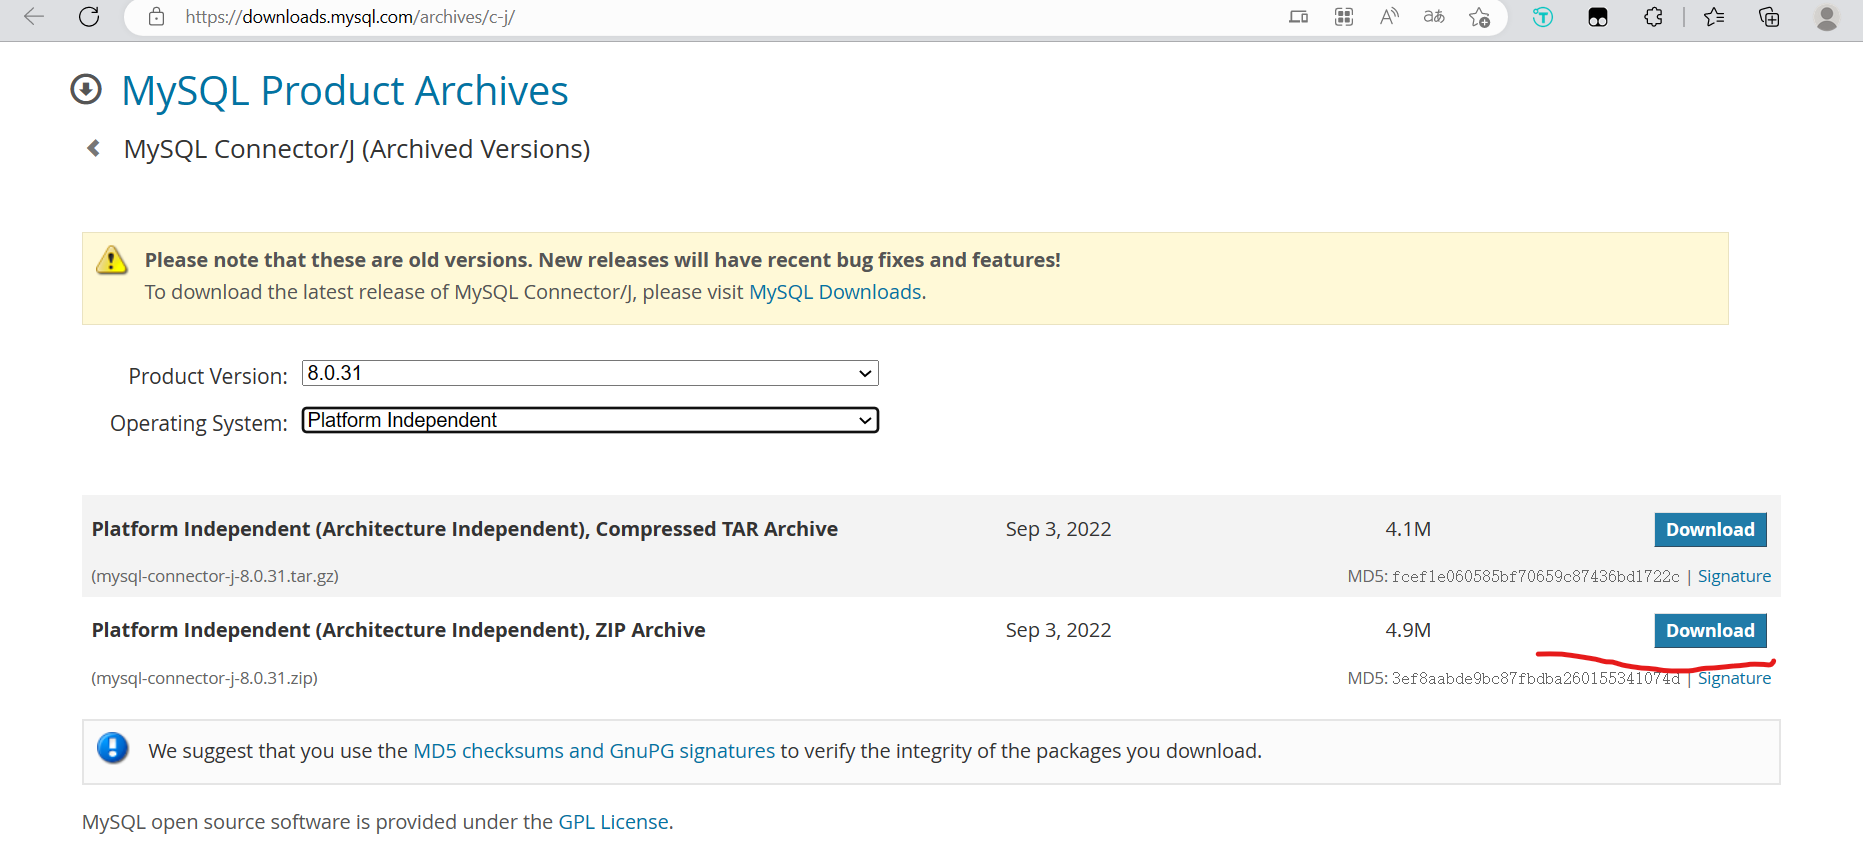 https://downloads.mysql.com/archives/c-j/
MySQL Product Archives
MySQL Connector/J (Archived Versions)
Please note that these are old versions. New releases will have recent bug fixes and features!
To download the latest release of MySQL Connector/J, please visit MySQL Downloads.
Product Version: 8.0.31
Operating System: Platform Independent
Platform Independent (Architecture Independent), Compressed TAR Archive Sep 3, 2022 4.1M Download
(mysql-connector-j-8.0.31.tar.gz) MD5: fcef1e060585bf70659c87436bd1722c | Signature
Platform Independent (Architecture Independent), ZIP Archive Sep 3, 2022 4.9M Download
(mysql-connector-j-8.0.31.zip) MD5: 3ef8aabde9bc87fbdba260155341074d | Signature
We suggest that you use the MD5 checksums and GnuPG signatures to verify the integrity of the packages you download.
MySQL open source software is provided under the GPL License.